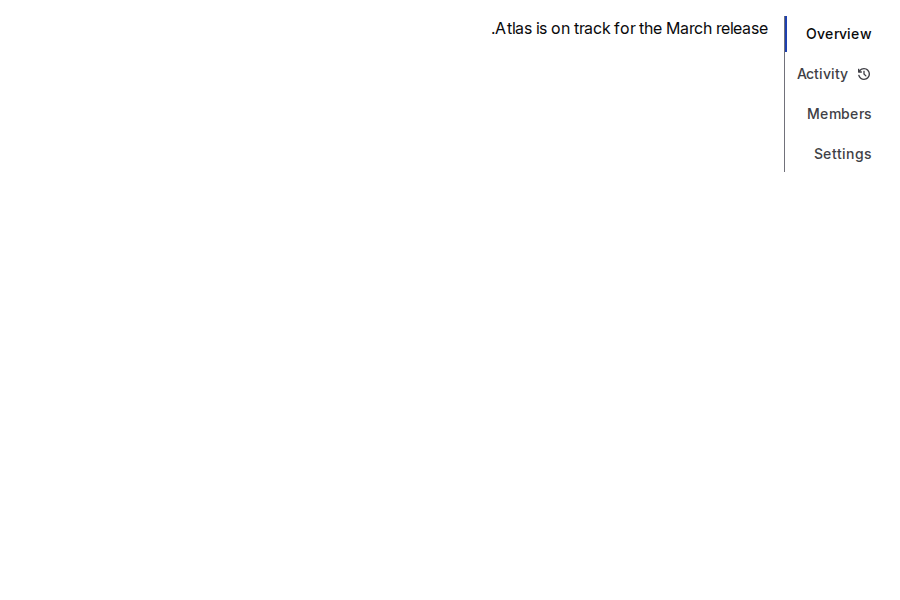 Overview
Activity
Members
Settings
.Atlas is on track for the March release